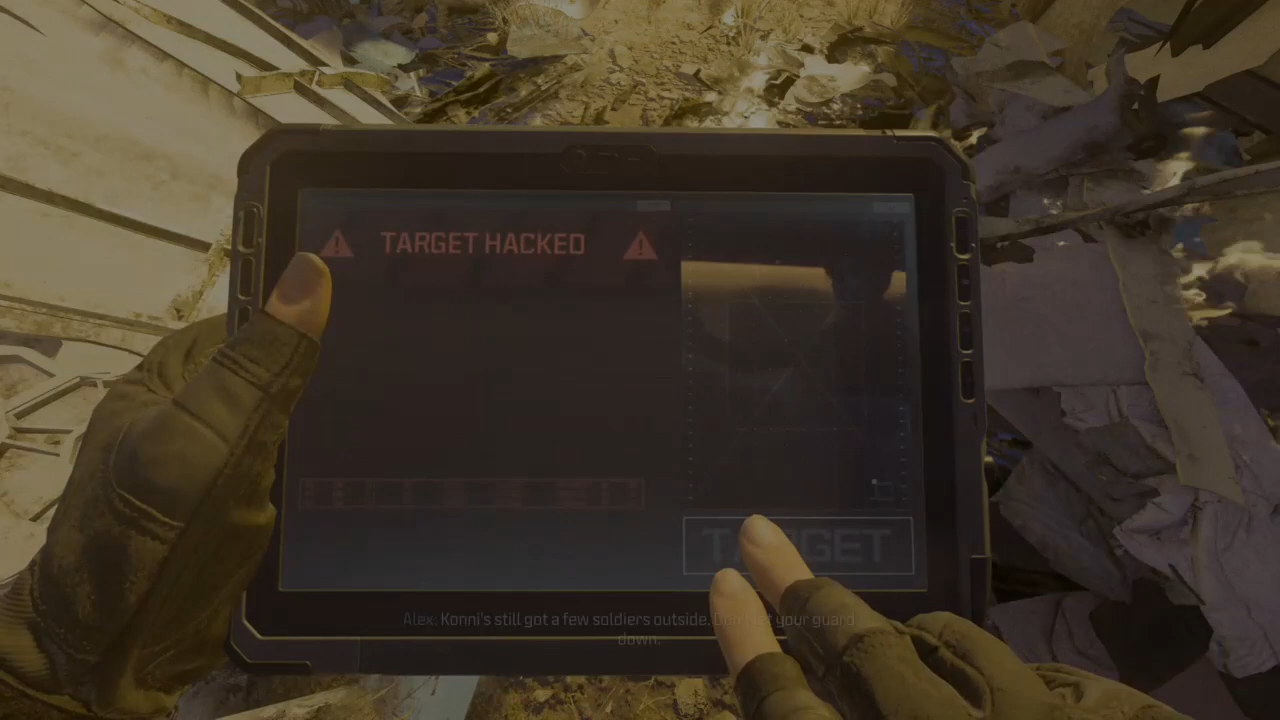 TARGET HACKED
TARGET
Alex: Konni's still got a few soldiers outside. Don't let your guard
down.